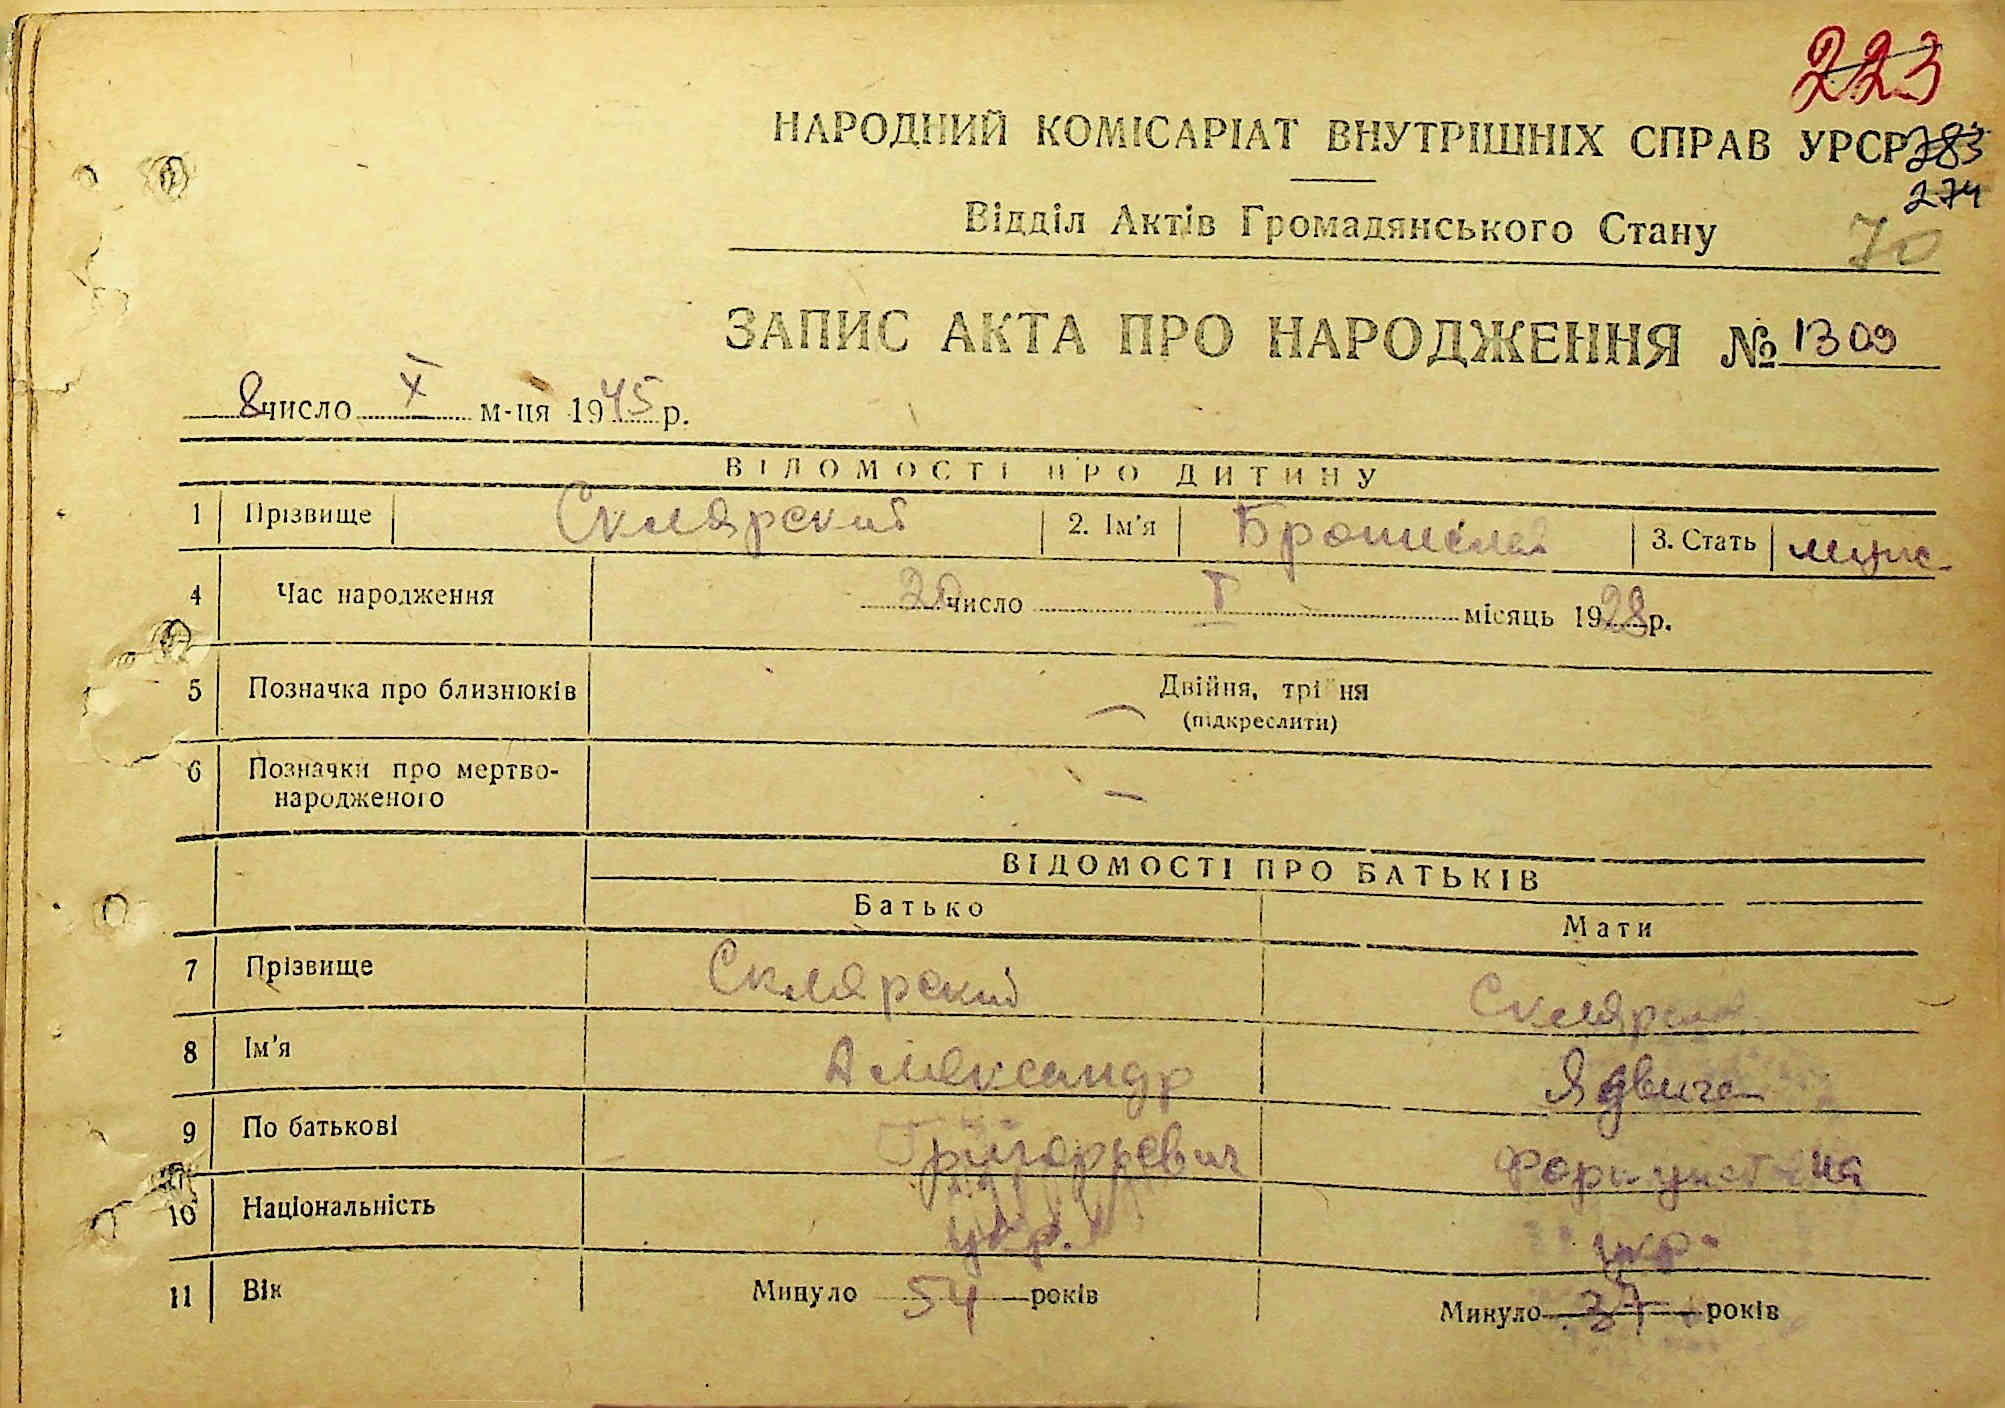 223
НАРОДНИЙ КОМІСАРІАТ ВНУТРІШНІХ СПРАВ УРСР 283
274
Відділ Актів Громадянського Стану 70
ЗАПИС АКТА ПРО НАРОДЖЕННЯ № 1309
8 число X м-ця 1945 р.
ВІДОМОСТІ ПРО ДИТИНУ
1 Прізвище Склярский 2. Ім'я Бронислав 3. Стать муж.
4 Час народження 20 число I місяць 1928 р.
5 Позначка про близнюків — Двійня, трійня
(підкреслити)
6 Позначки про мертво-
народженого —
ВІДОМОСТІ ПРО БАТЬКІВ
Батько Мати
7 Прізвище Склярский Склярская
8 Ім'я Александр Ядвига
9 По батькові Григорьевич
10 Національність укр. укр.
11 Вік Минуло 54 років Минуло 37 років